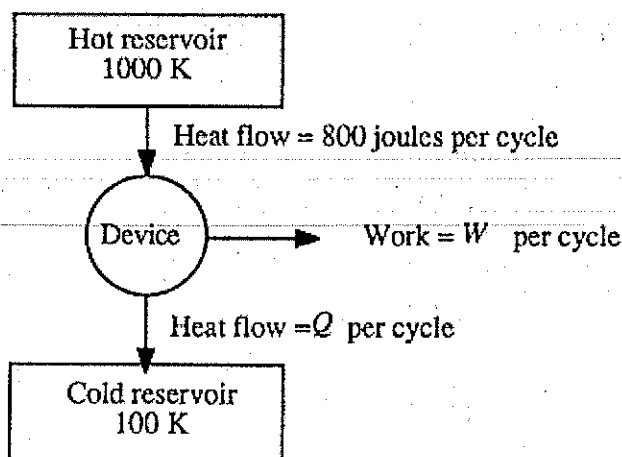 Hot reservoir
1000 K
Heat flow = 800 joules per cycle
Device
Work = W per cycle
Heat flow =Q per cycle
Cold reservoir
100 K